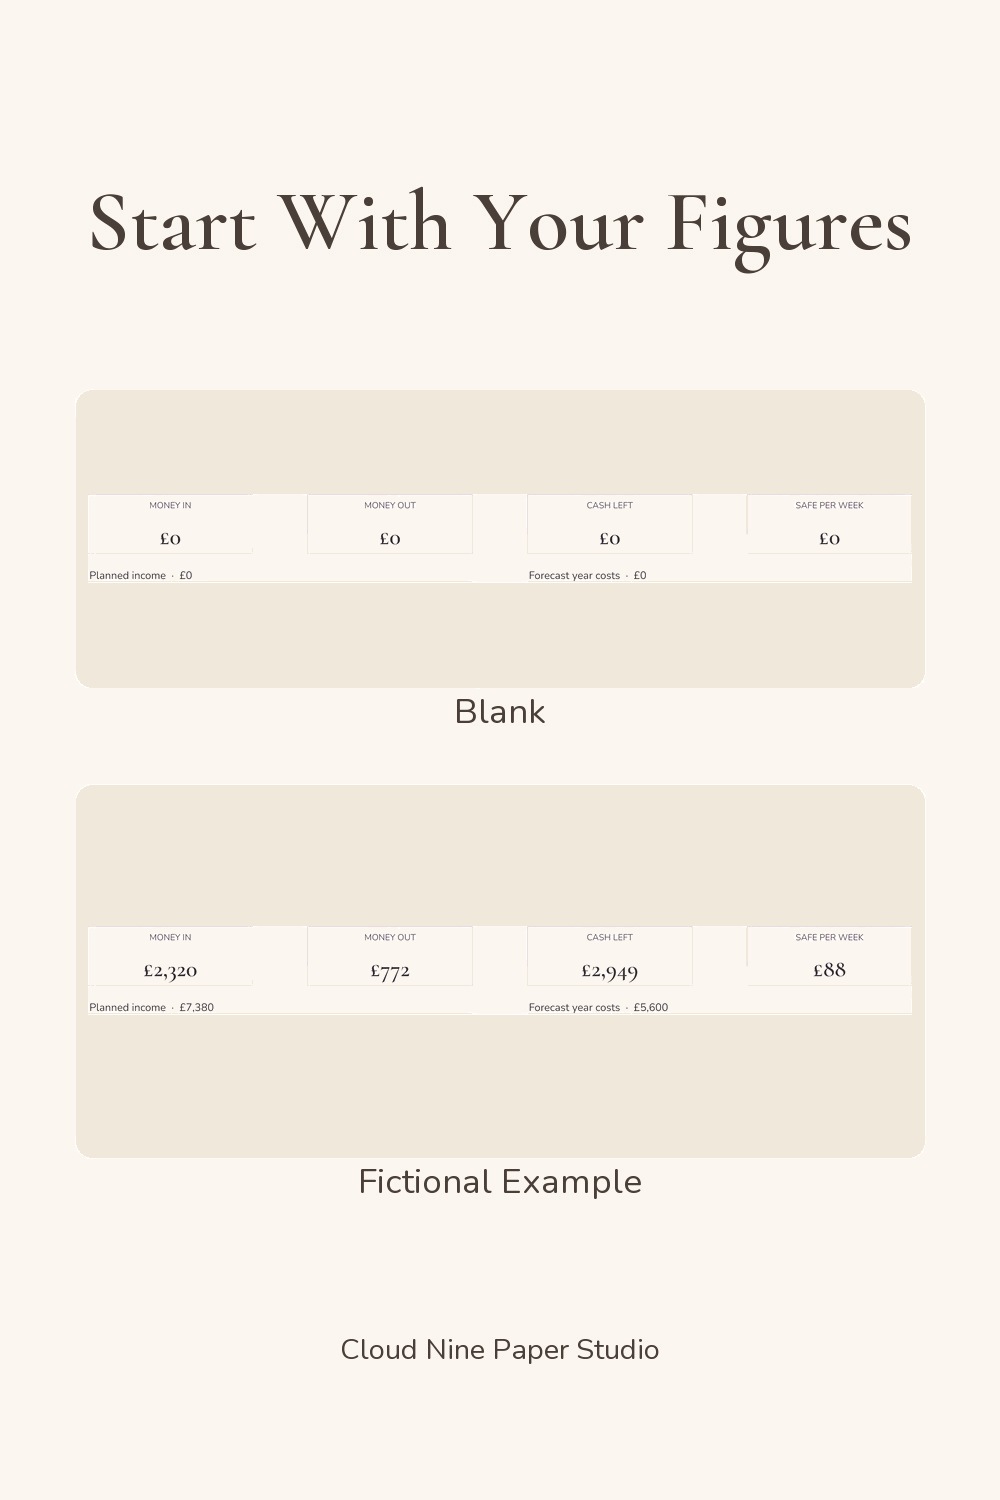 Start With Your Figures
MONEY IN MONEY OUT CASH LEFT SAFE PER WEEK
£0 £0 £0 £0
Planned income · £0 Forecast year costs · £0
Blank
MONEY IN MONEY OUT CASH LEFT SAFE PER WEEK
£2,320 £772 £2,949 £88
Planned income · £7,380 Forecast year costs · £5,600
Fictional Example
Cloud Nine Paper Studio